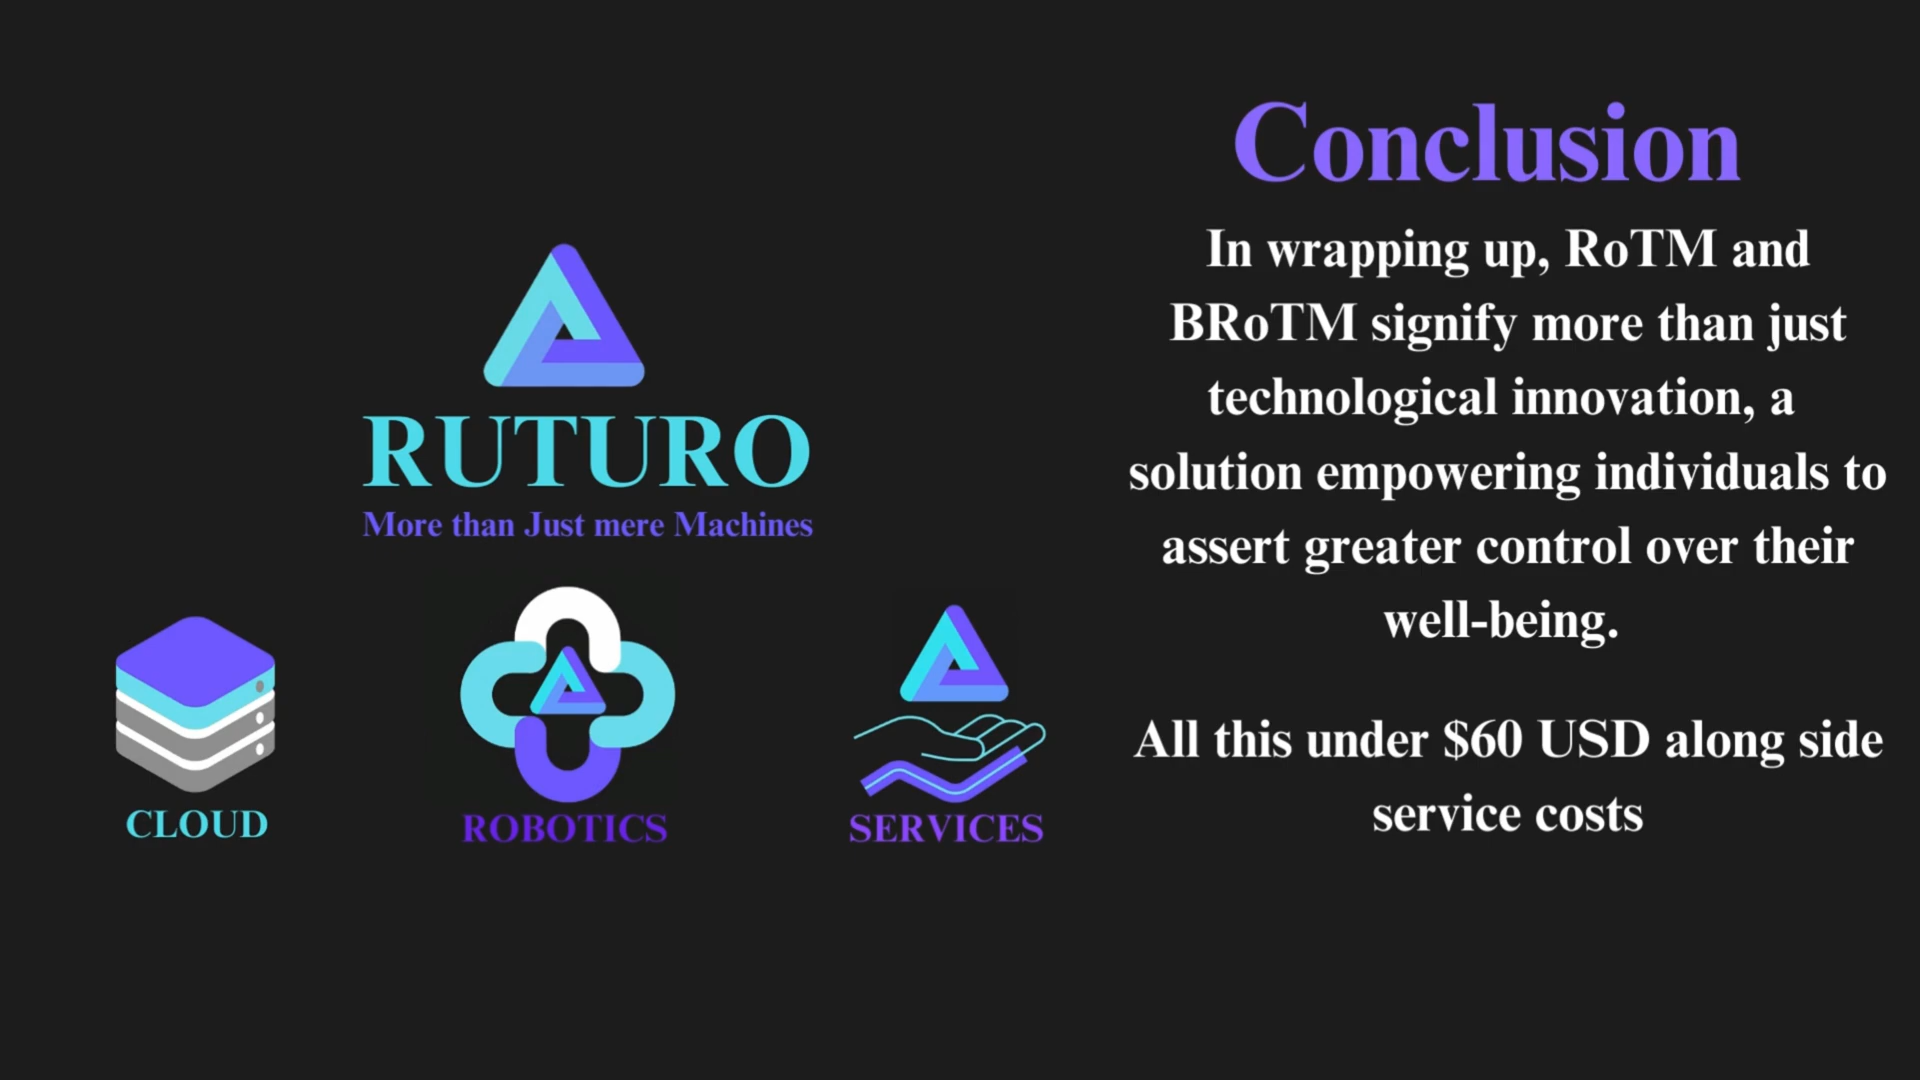 RUTURO
More than Just mere Machines
CLOUD
ROBOTICS
SERVICES
Conclusion
In wrapping up, RoTM and
BRoTM signify more than just
technological innovation, a
solution empowering individuals to
assert greater control over their
well-being.
All this under $60 USD along side
service costs